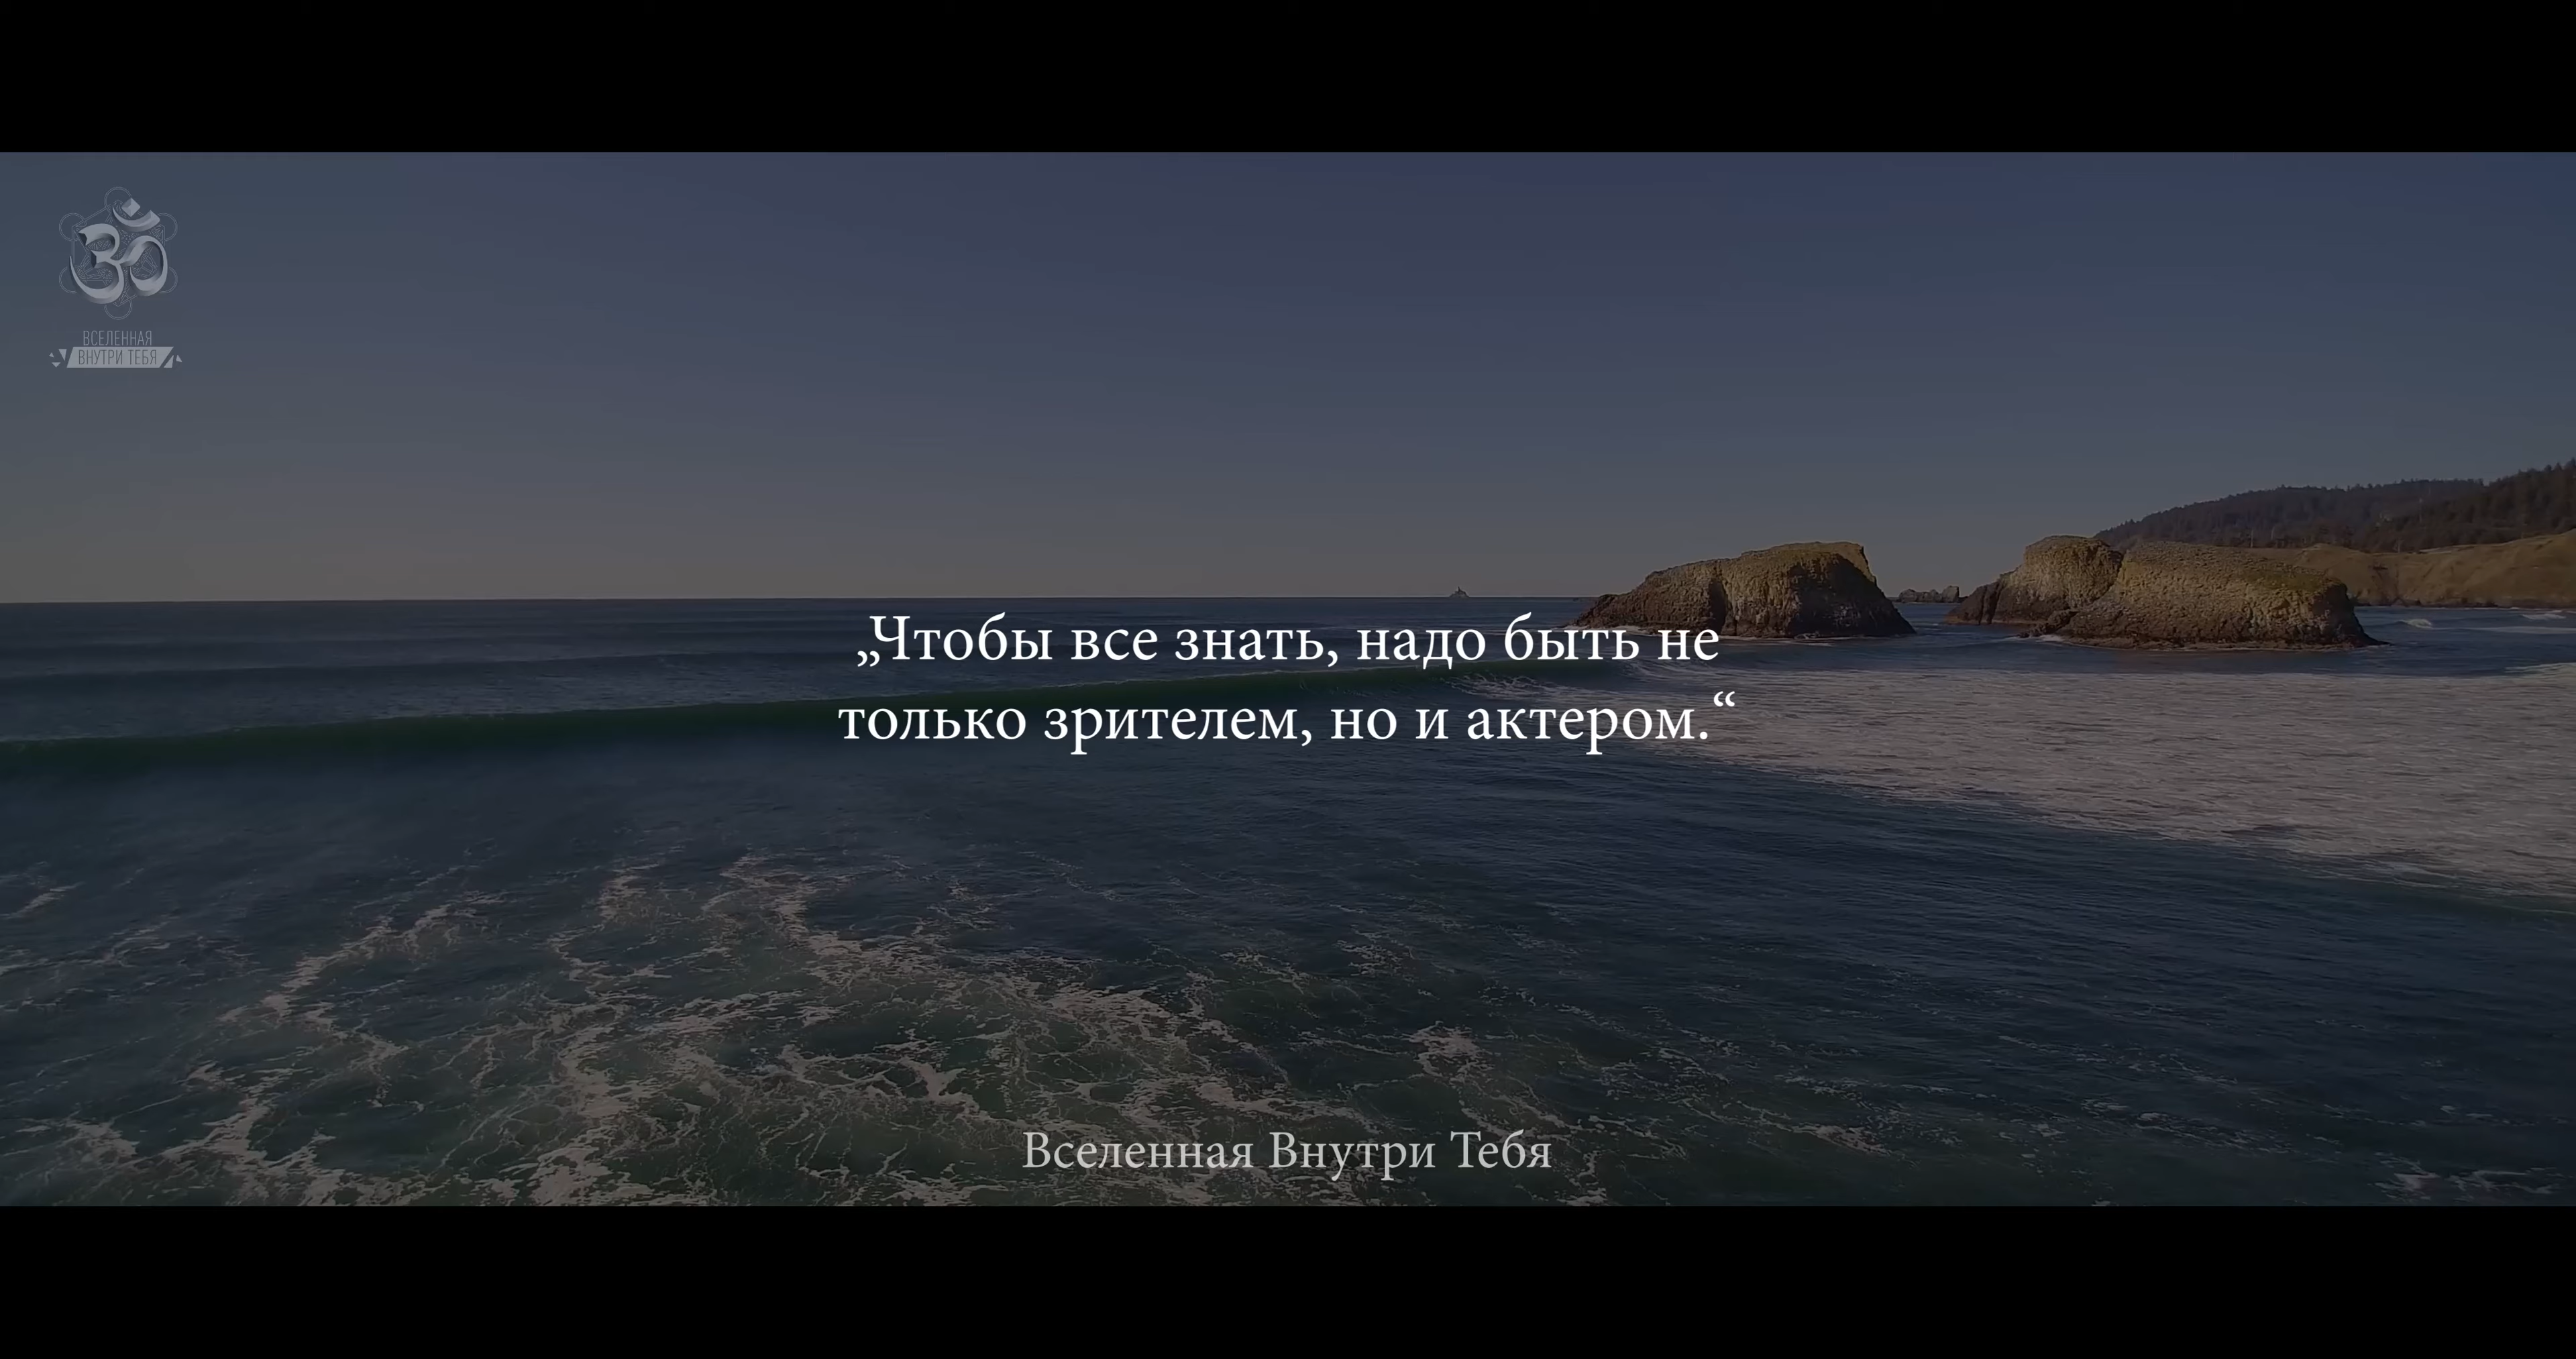 ВСЕЛЕННАЯ
ВНУТРИ ТЕБЯ
„Чтобы все знать, надо быть не
только зрителем, но и актером.“
Вселенная Внутри Тебя